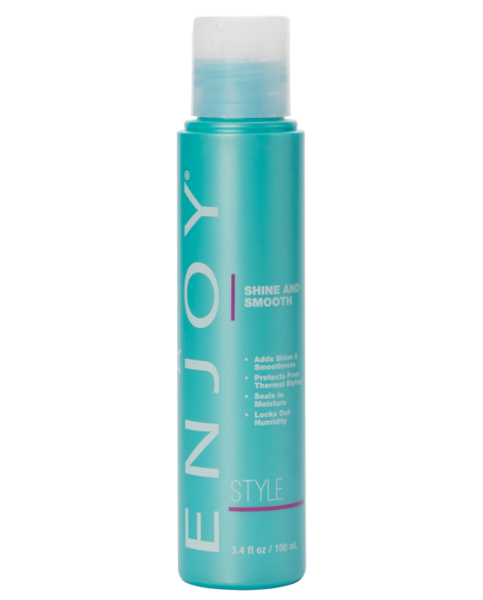 ENJOY®
SHINE AND
SMOOTH
• Adds Shine &
Smoothness
• Protects From
Thermal Styling
• Seals in
Moisture
• Locks Out
Humidity
STYLE
3.4 fl oz / 100 mL